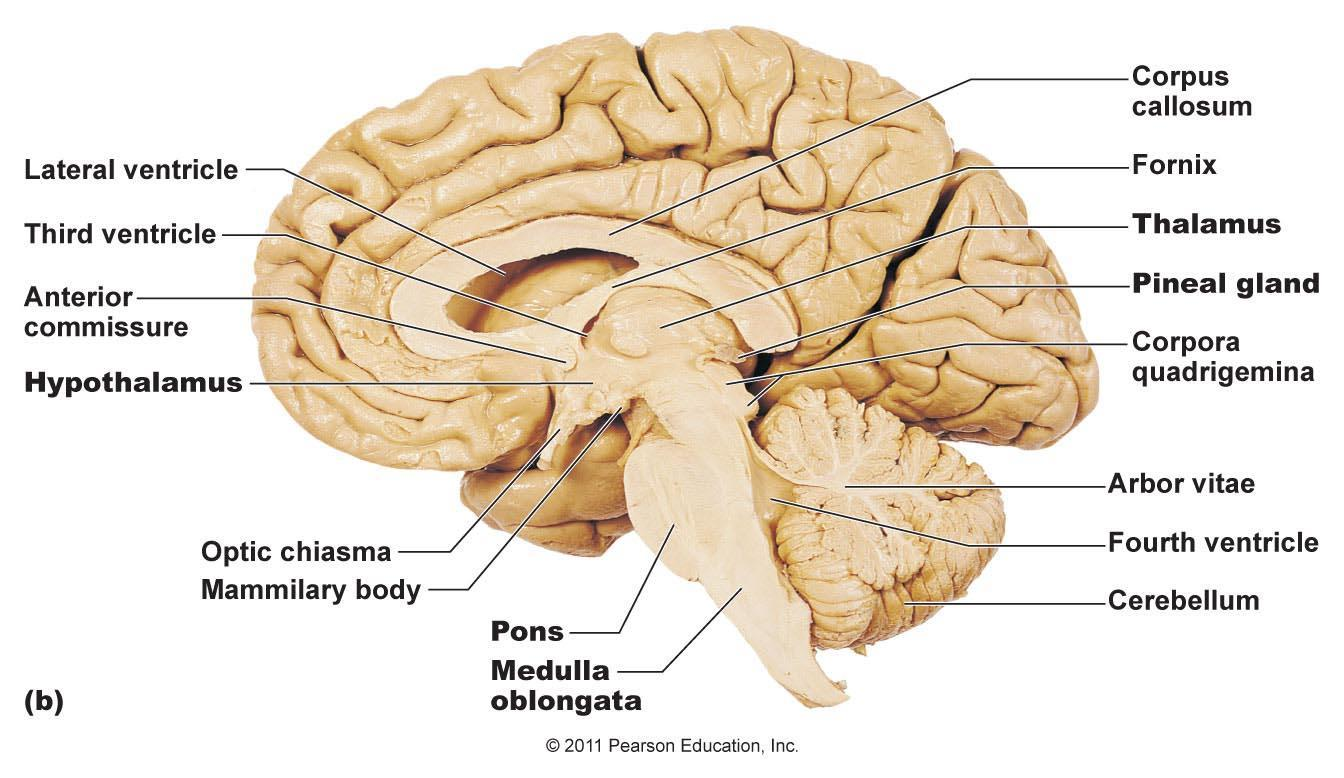 Lateral ventricle
Third ventricle
Anterior
commissure
Hypothalamus
Optic chiasma
Mammilary body
Pons
Medulla
oblongata
Corpus
callosum
Fornix
Thalamus
Pineal gland
Corpora
quadrigemina
Arbor vitae
Fourth ventricle
Cerebellum
(b)
© 2011 Pearson Education, Inc.